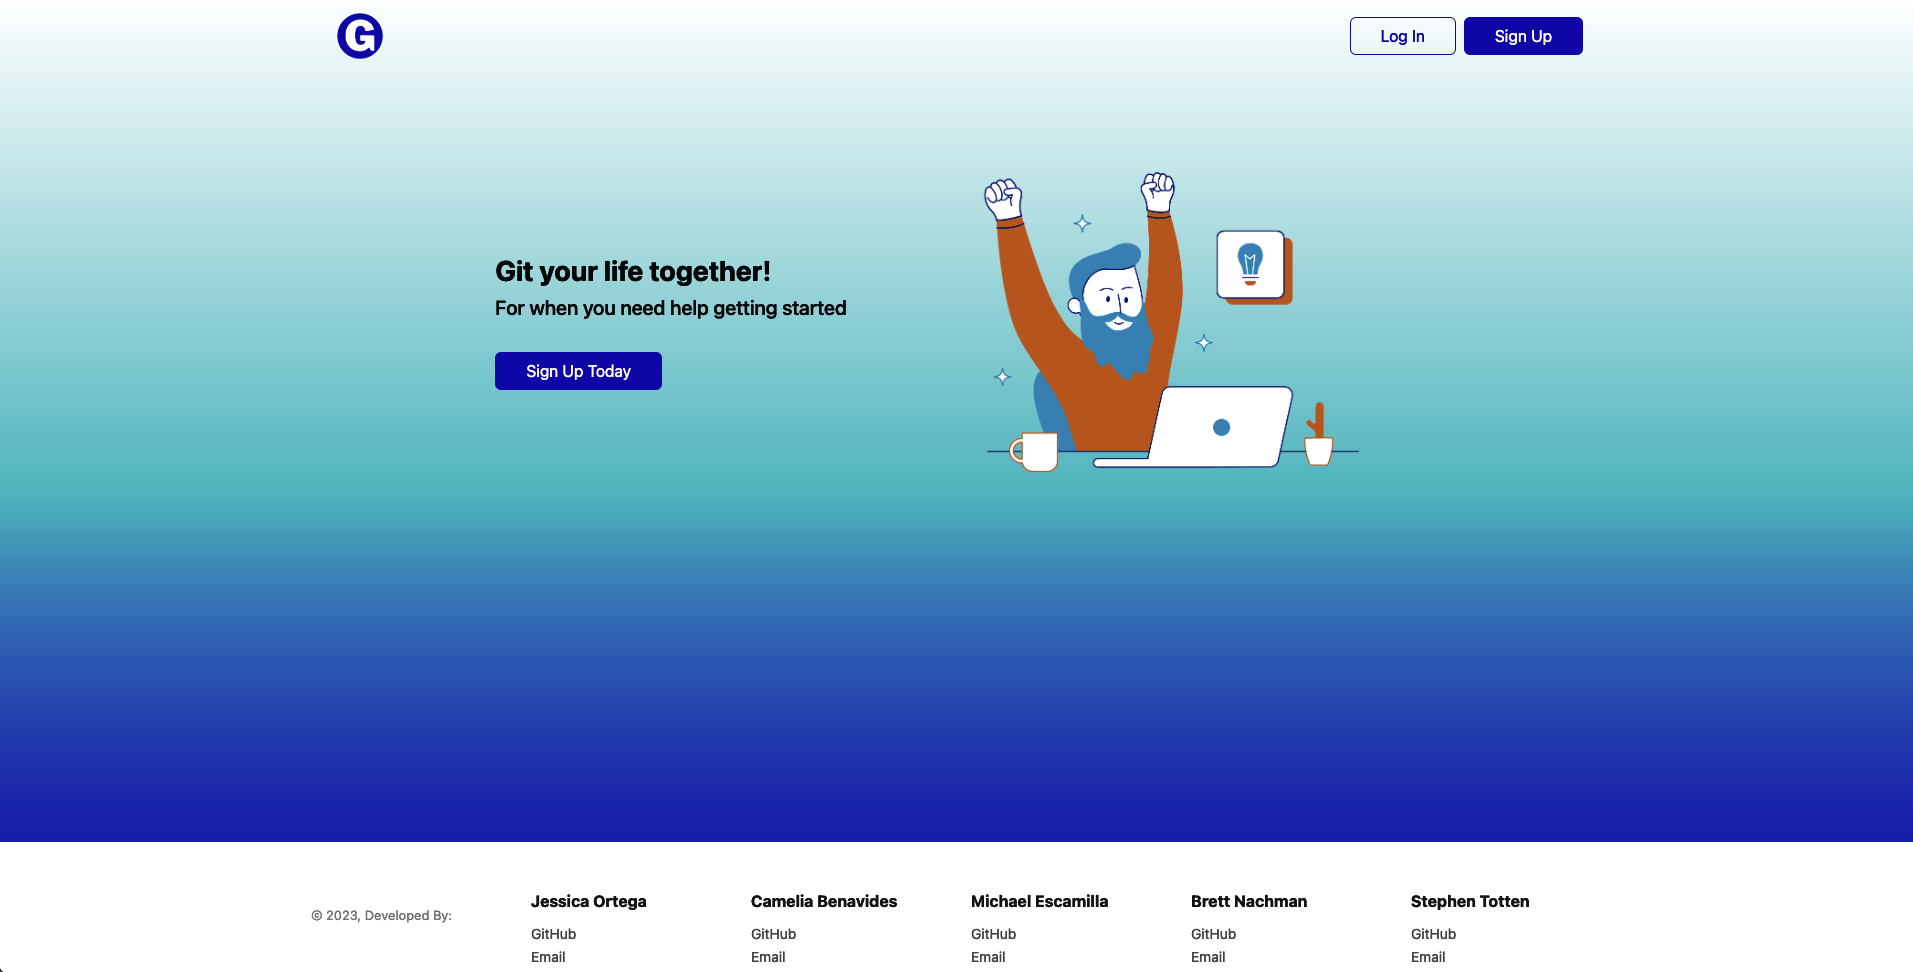 G
Log In
Sign Up
Git your life together!
For when you need help getting started
Sign Up Today
© 2023, Developed By:
Jessica Ortega
GitHub
Email
Camelia Benavides
GitHub
Email
Michael Escamilla
GitHub
Email
Brett Nachman
GitHub
Email
Stephen Totten
GitHub
Email